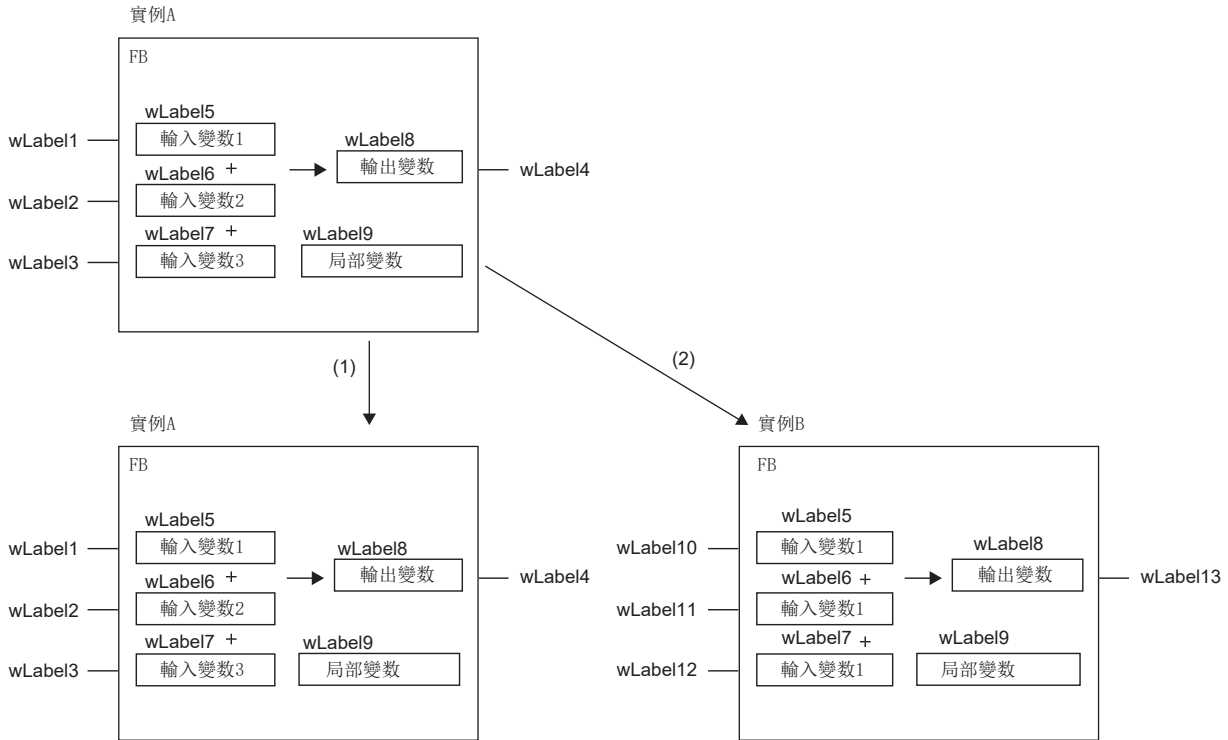 實例A
FB
wLabel5
wLabel1
輸入變数1
wLabel8
輸出變数
wLabel4
wLabel6 +
wLabel2
輸入變数2
wLabel7 +
wLabel9
wLabel3
輸入變数3
局部變数
(1)
(2)
實例A
FB
wLabel5
wLabel1
輸入變数1
wLabel8
輸出變数
wLabel4
wLabel6 +
wLabel2
輸入變数2
wLabel7 +
wLabel9
wLabel3
輸入變数3
局部變数
實例B
FB
wLabel5
wLabel10
輸入變数1
wLabel8
輸出變数
wLabel13
wLabel6 +
wLabel11
輸入變数1
wLabel7 +
wLabel9
wLabel12
輸入變数1
局部變数